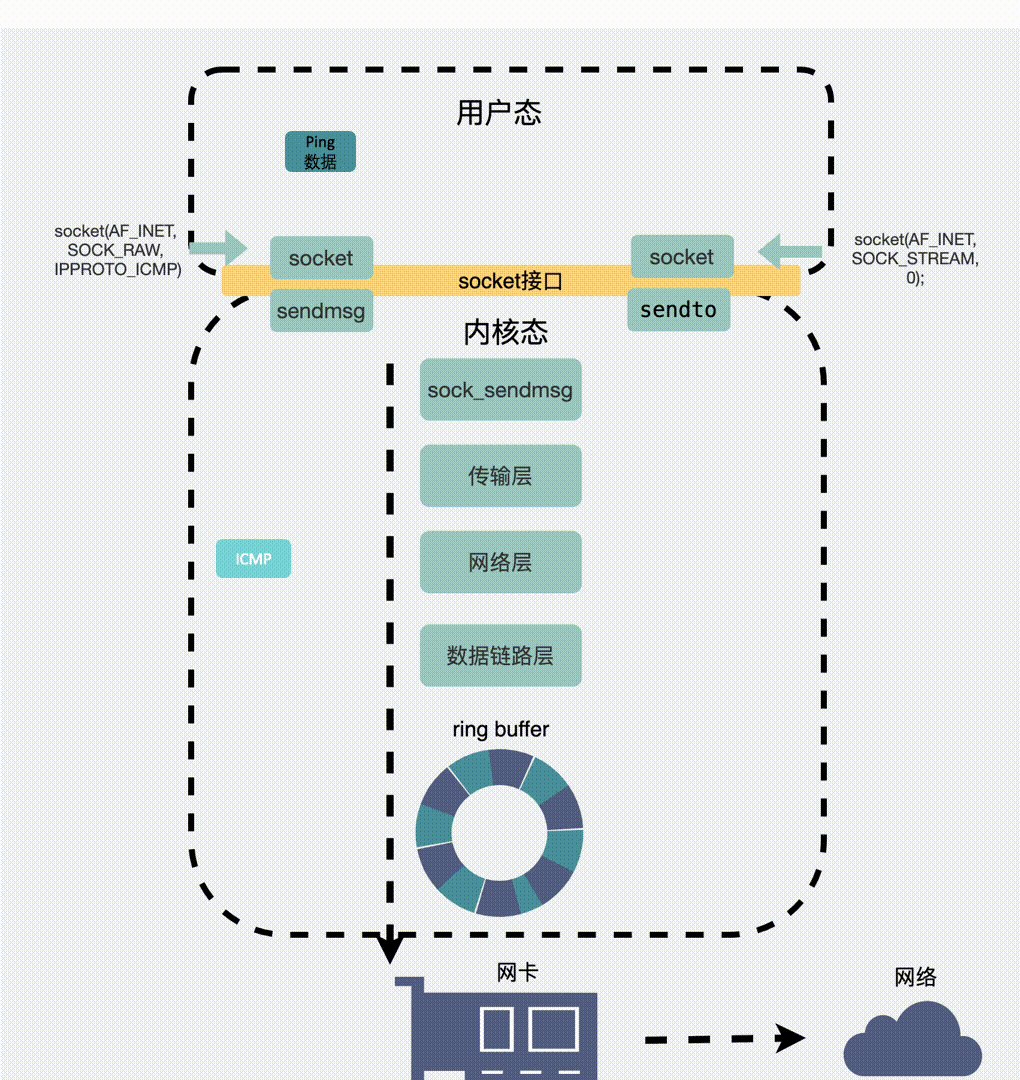 用户态
Ping
数据
socket(AF_INET,
SOCK_RAW,
IPPROTO_ICMP)
socket
socket
socket(AF_INET,
SOCK_STREAM,
0);
socket接口
sendmsg
sendto
内核态
sock_sendmsg
传输层
网络层
ICMP
数据链路层
ring buffer
网卡
网络